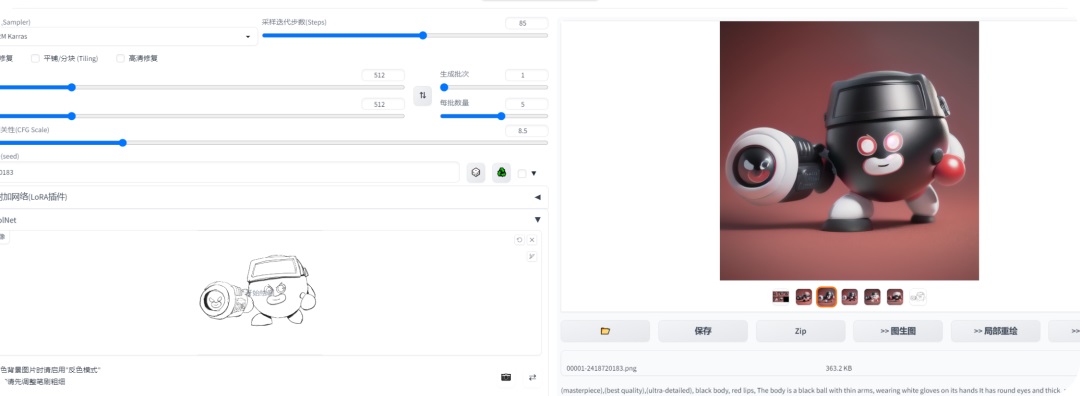 ,Sampler)
采样迭代步数(Steps)
85
M Karras
修复
平铺/分块 (Tiling)
高清修复
512
生成批次
1
512
每批数量
5
关性(CFG Scale)
8.5
(seed)
0183
加网络(LoRA插件)
olNet
像
色背景图片时请启用"反色模式"
"请先调整笔刷粗细
保存
Zip
>> 图生图
>> 局部重绘
>>
00001-2418720183.png
363.2 KB
(masterpiece),(best quality),(ultra-detailed), black body, red lips, The body is a black ball with thin arms, wearing white gloves on its hands It has round eyes and thick